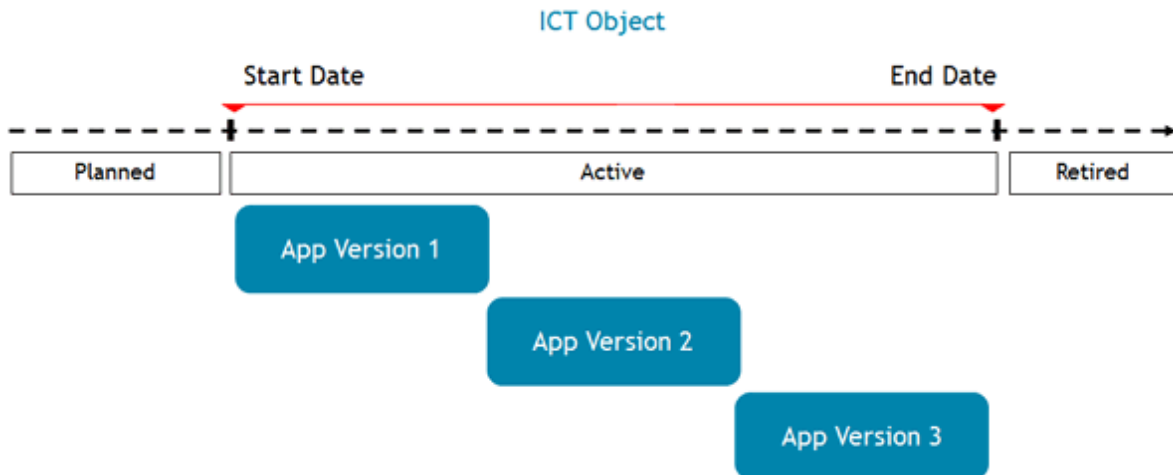 ICT Object
Start Date End Date
Planned Active Retired
App Version 1
App Version 2
App Version 3